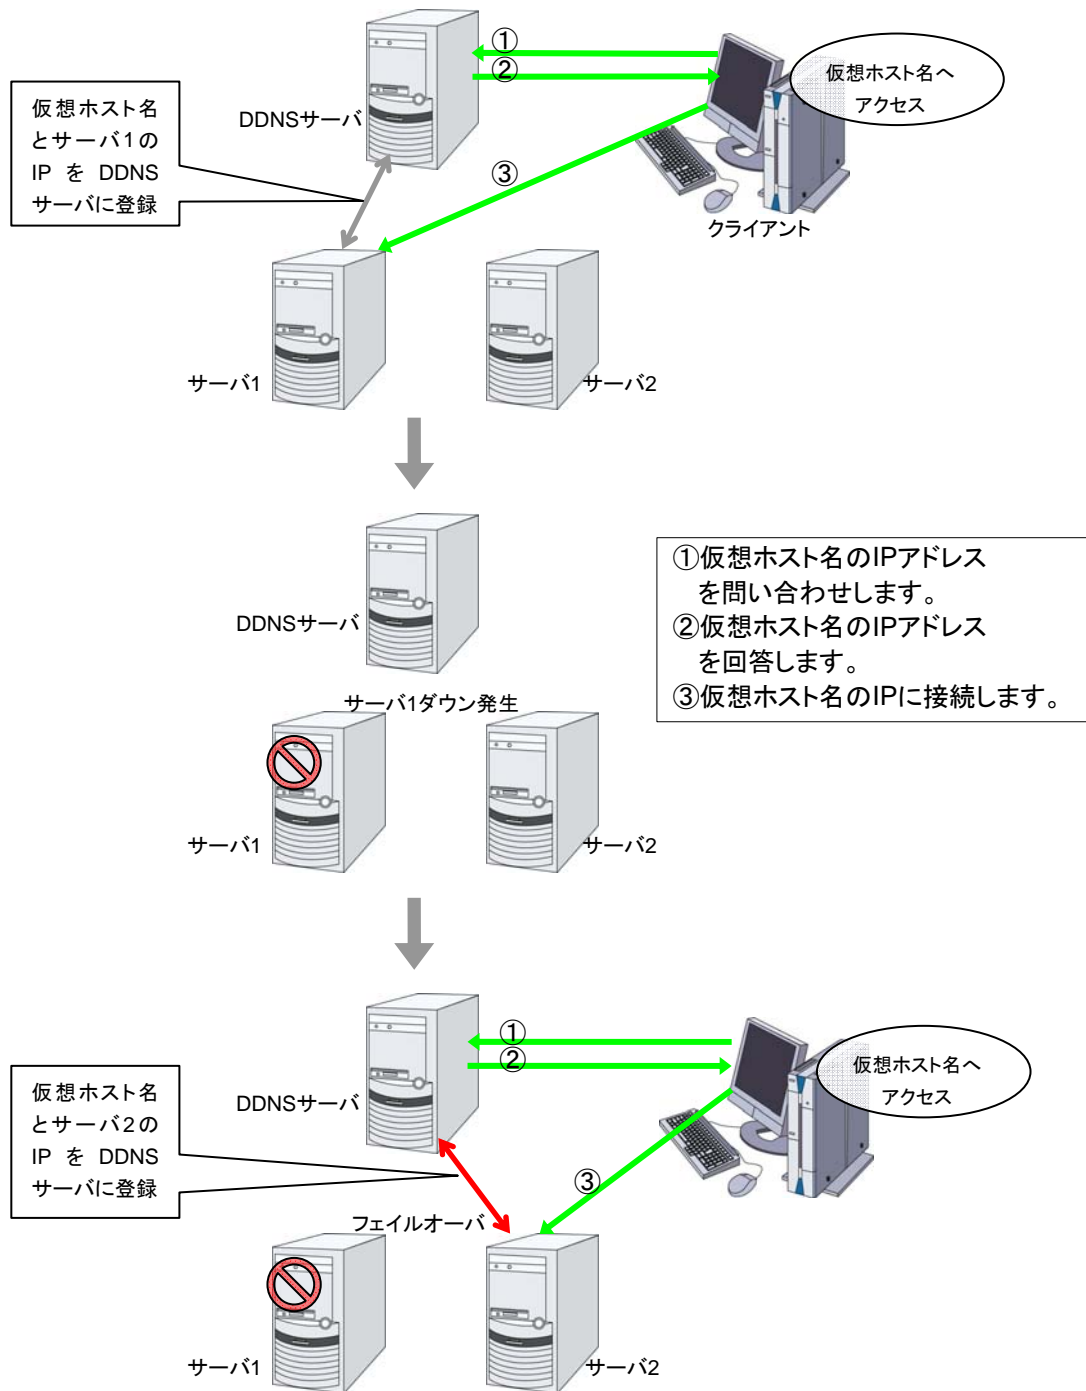 ①
②
仮想ホスト名へ
アクセス
仮想ホスト名
とサーバ1の
IP を DDNS
サーバに登録
DDNSサーバ
③
クライアント
サーバ1
サーバ2
DDNSサーバ
①仮想ホスト名のIPアドレス
を問い合わせします。
②仮想ホスト名のIPアドレス
を回答します。
③仮想ホスト名のIPに接続します。
サーバ1ダウン発生
サーバ1
サーバ2
①
②
仮想ホスト名へ
アクセス
仮想ホスト名
とサーバ2の
IP を DDNS
サーバに登録
DDNSサーバ
③
フェイルオーバ
サーバ1
サーバ2